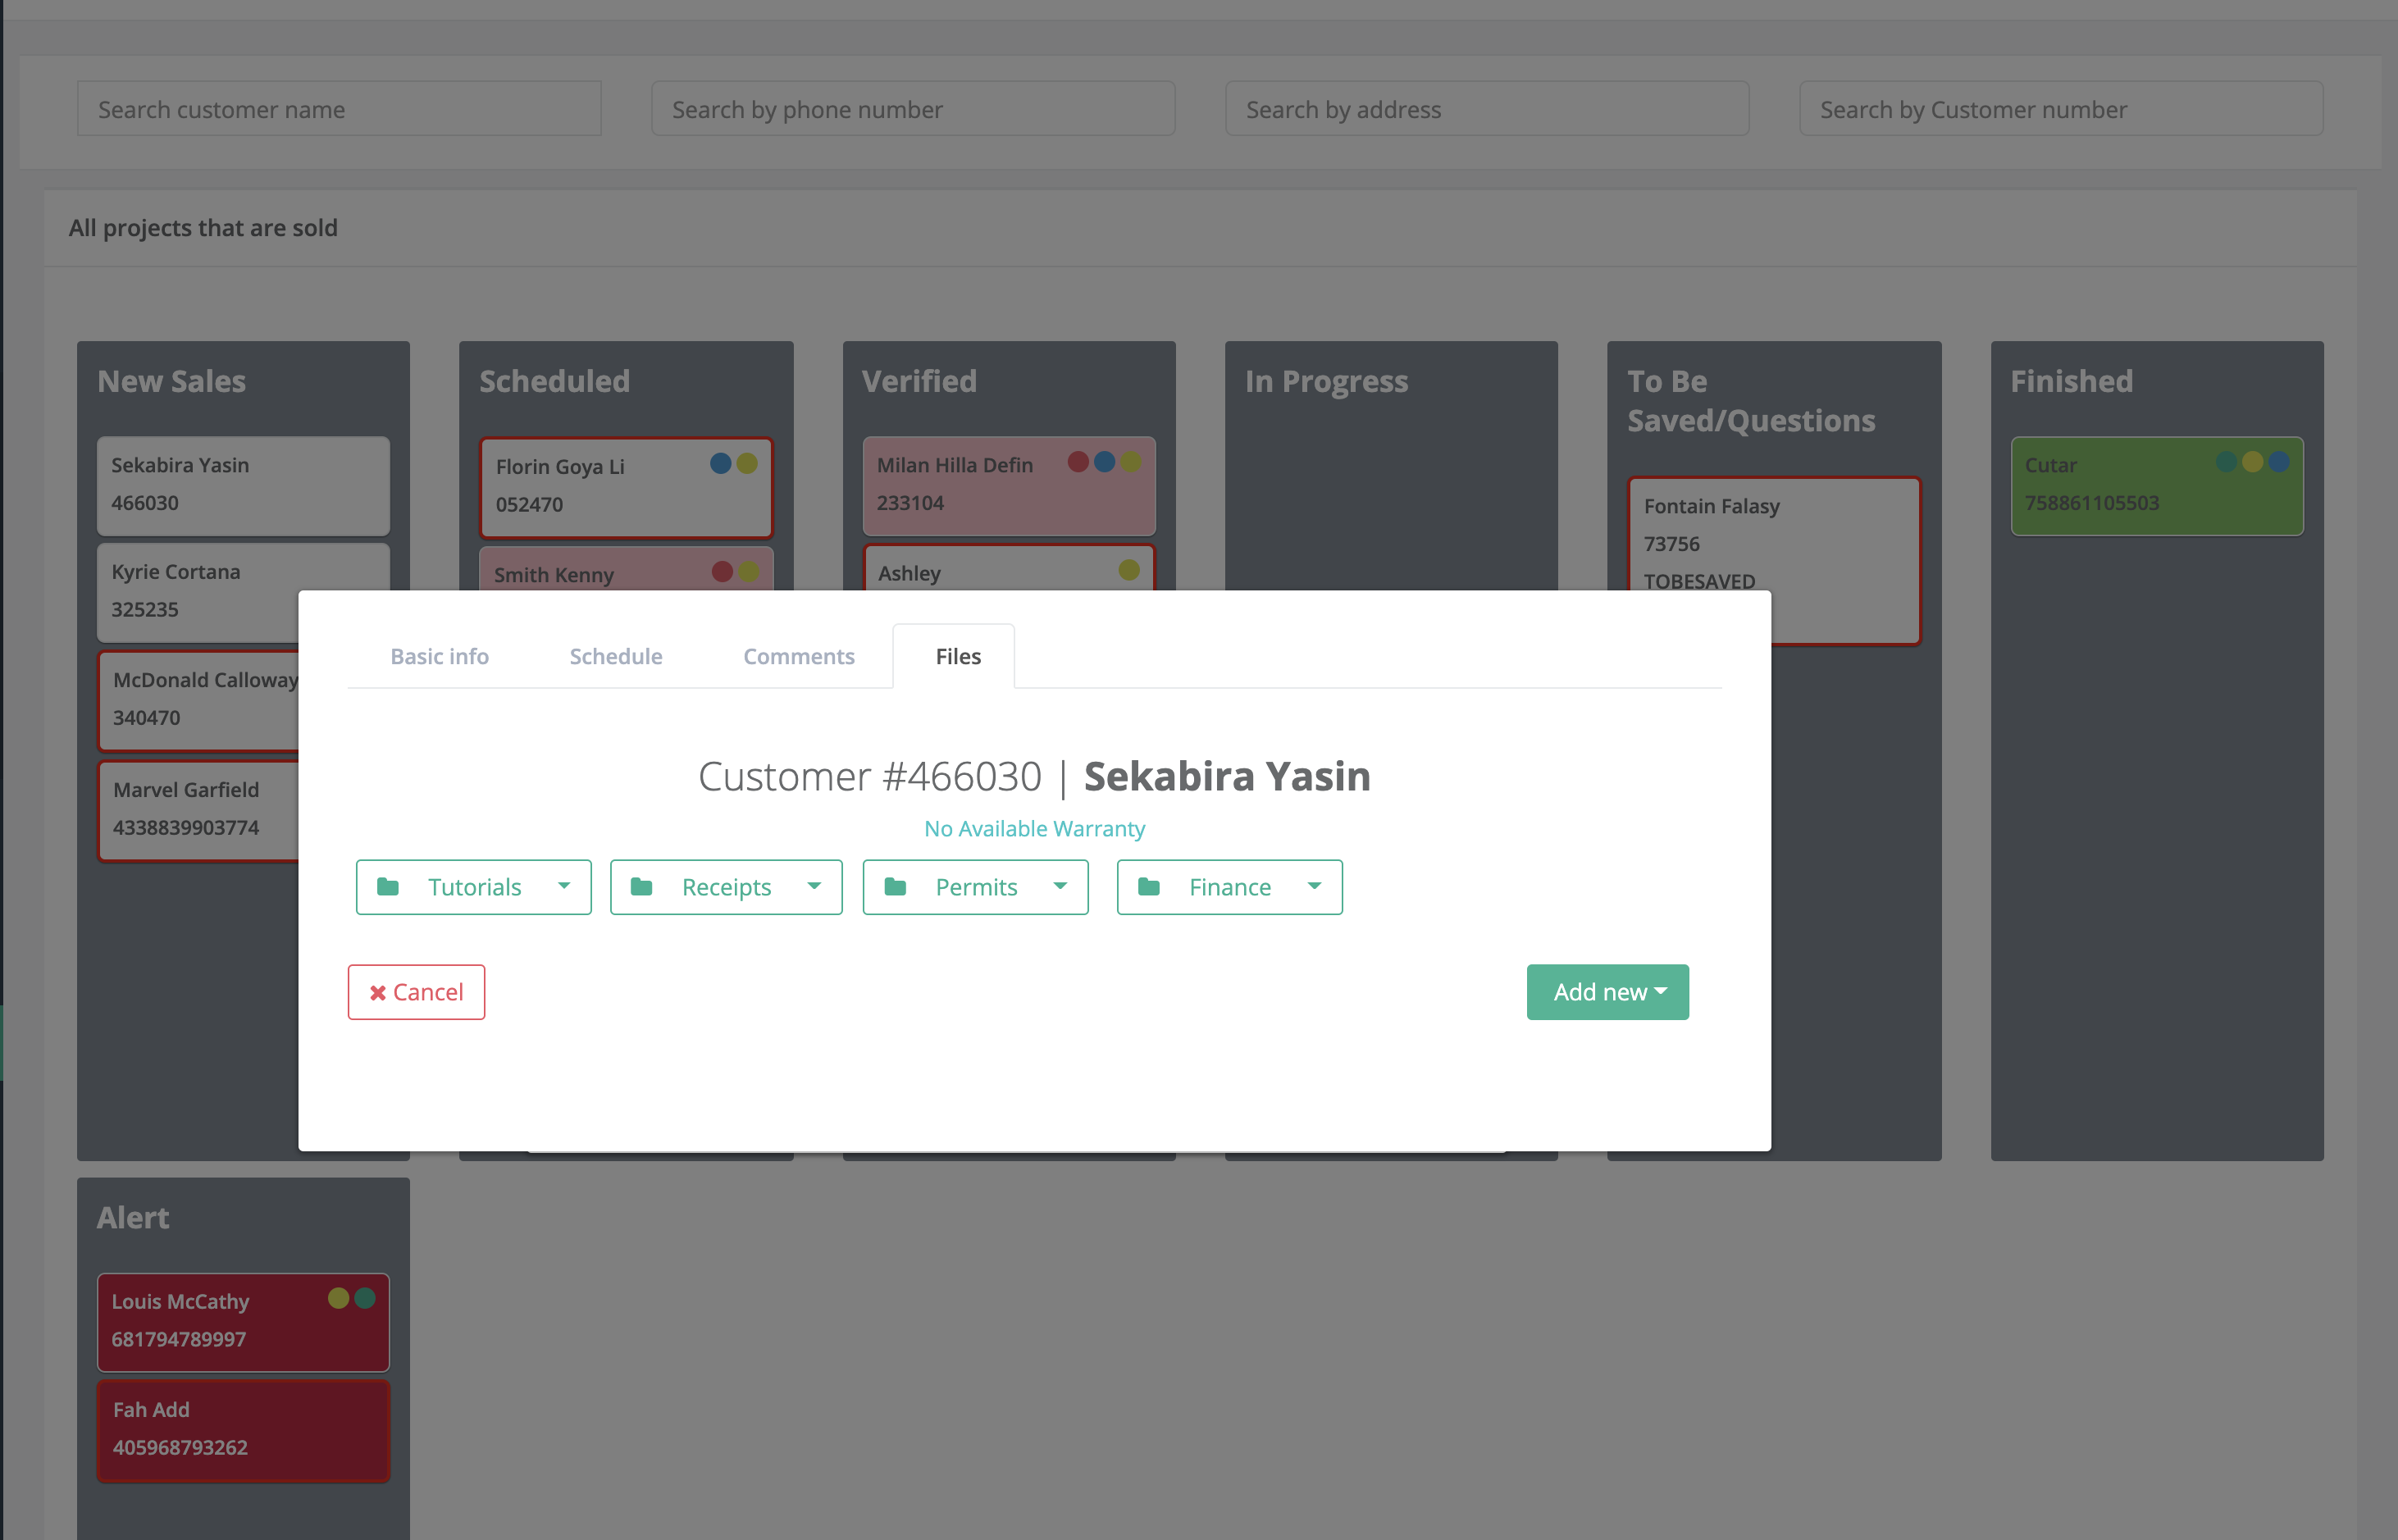 Search customer name
Search by phone number
Search by address
Search by Customer number
All projects that are sold
New Sales
Sekabira Yasin
466030
Kyrie Cortana
325235
McDonald Calloway
340470
Marvel Garfield
4338839903774
Scheduled
Florin Goya Li
052470
Smith Kenny
Verified
Milan Hilla Defin
233104
Ashley
In Progress
To Be
Saved/Questions
Fontain Falasy
73756
TOBESAVED
Finished
Cutar
758861105503
Basic info
Schedule
Comments
Files
Customer #466030 | Sekabira Yasin
No Available Warranty
Tutorials
Receipts
Permits
Finance
Cancel
Add new
Alert
Louis McCathy
681794789997
Fah Add
405968793262